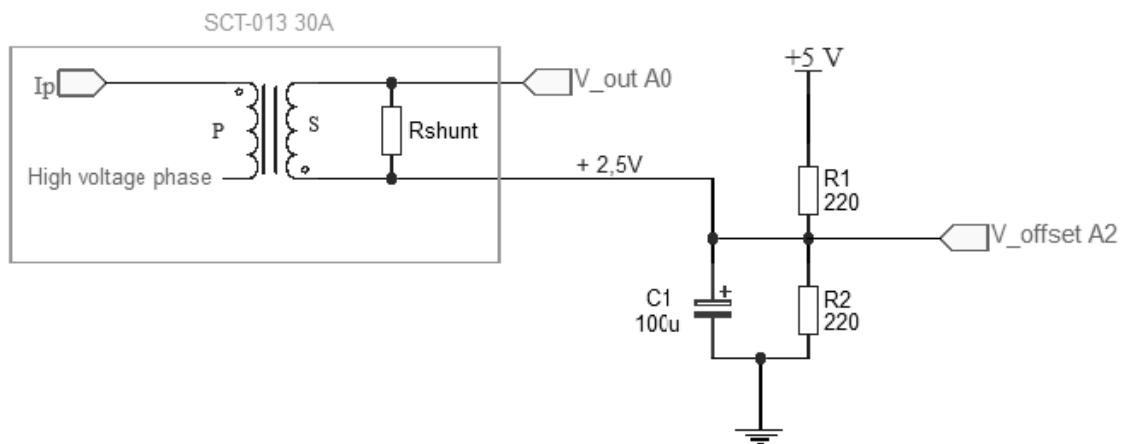 SCT-013 30A
Ip
P
S
Rshunt
High voltage phase
V_out A0
+ 2,5V
+5 V
R1
220
V_offset A2
C1
100u
+
R2
220